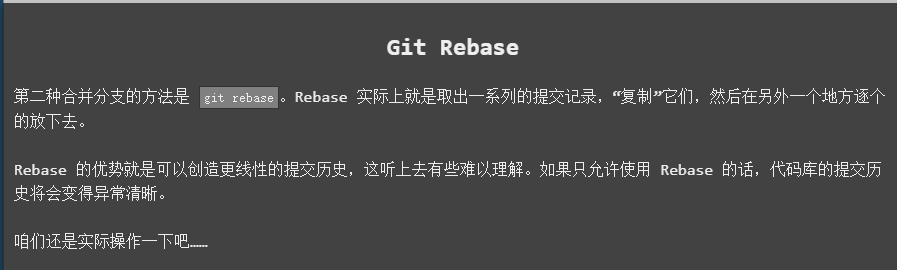 Git Rebase
第二种合并分支的方法是 git rebase。Rebase 实际上就是取出一系列的提交记录，“复制”它们，然后在另外一个地方逐个
的放下去。
Rebase 的优势就是可以创造更线性的提交历史，这听上去有些难以理解。如果只允许使用 Rebase 的话，代码库的提交历
史将会变得异常清晰。
咱们还是实际操作一下吧……